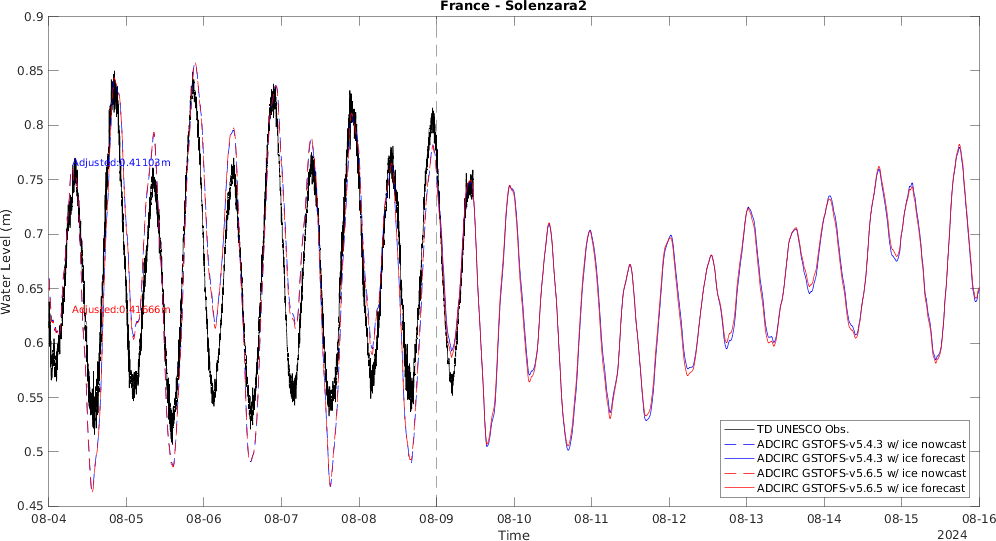 France - Solenzara2
0.9
0.85
0.8
0.75
0.7
0.65
0.6
0.55
0.5
0.45
Water Level (m)
Adjusted:0.41103m
Adjusted:0.41666m
TD UNESCO Obs.
ADCIRC GSTOFS-v5.4.3 w/ ice nowcast
ADCIRC GSTOFS-v5.4.3 w/ ice forecast
ADCIRC GSTOFS-v5.6.5 w/ ice nowcast
ADCIRC GSTOFS-v5.6.5 w/ ice forecast
08-04 08-05 08-06 08-07 08-08 08-09 08-10 08-11 08-12 08-13 08-14 08-15 08-16
Time
2024